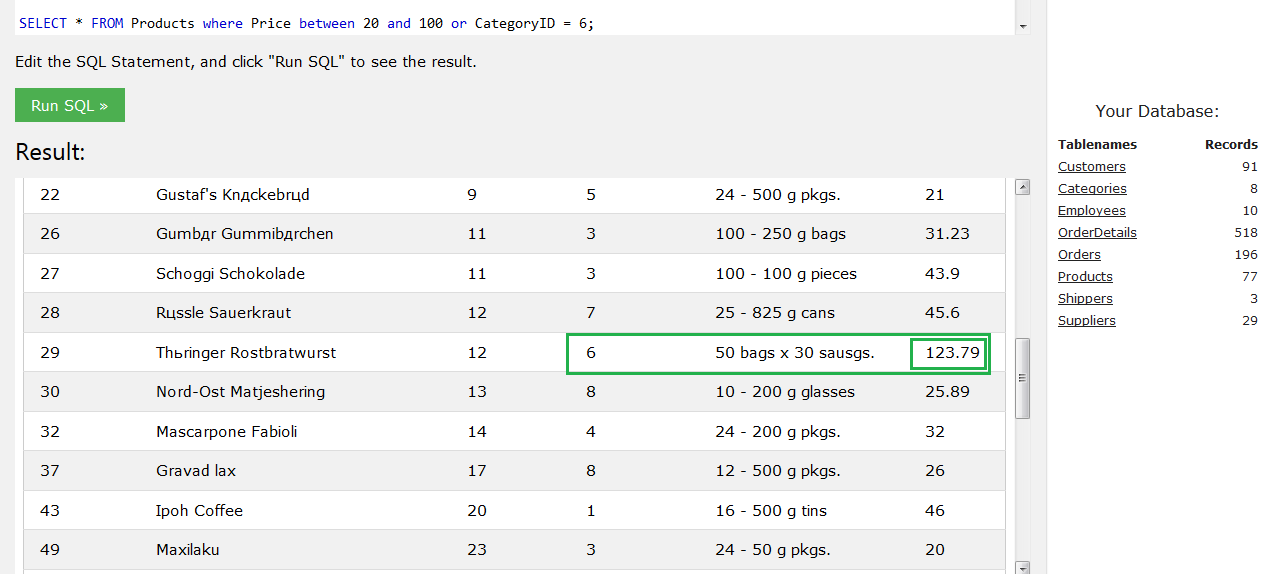 SELECT * FROM Products where Price between 20 and 100 or CategoryID = 6;
Edit the SQL Statement, and click "Run SQL" to see the result.
Run SQL »
Result:
22 Gustaf's Knдckebrцd 9 5 24 - 500 g pkgs. 21
26 Gumbдr Gummibдrchen 11 3 100 - 250 g bags 31.23
27 Schoggi Schokolade 11 3 100 - 100 g pieces 43.9
28 Rцssle Sauerkraut 12 7 25 - 825 g cans 45.6
29 Thьringer Rostbratwurst 12 6 50 bags x 30 sausgs. 123.79
30 Nord-Ost Matjeshering 13 8 10 - 200 g glasses 25.89
32 Mascarpone Fabioli 14 4 24 - 200 g pkgs. 32
37 Gravad lax 17 8 12 - 500 g pkgs. 26
43 Ipoh Coffee 20 1 16 - 500 g tins 46
49 Maxilaku 23 3 24 - 50 g pkgs. 20
Your Database:
Tablenames Records
Customers 91
Categories 8
Employees 10
OrderDetails 518
Orders 196
Products 77
Shippers 3
Suppliers 29